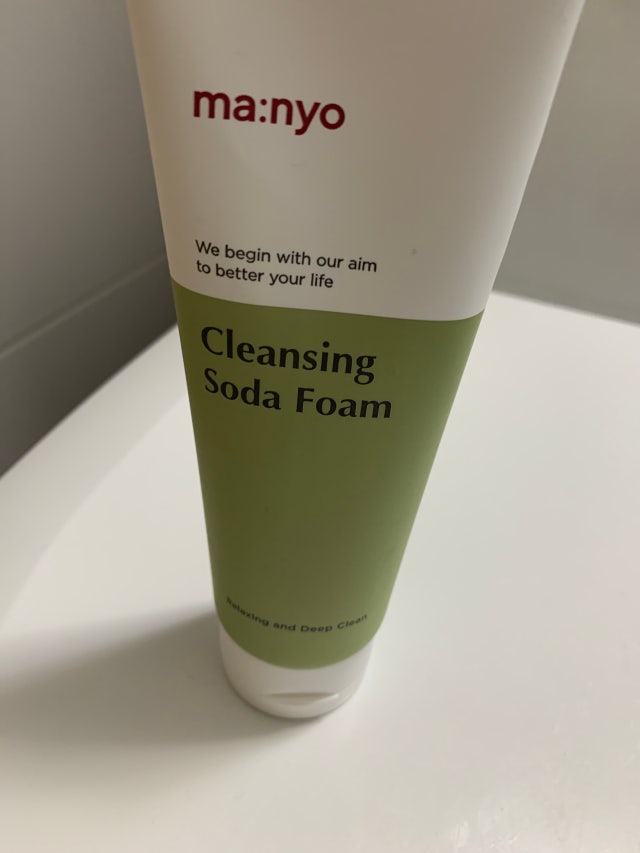 ma:nyo
We begin with our aim
to better your life
Cleansing
Soda Foam
Relaxing and Deep Clean